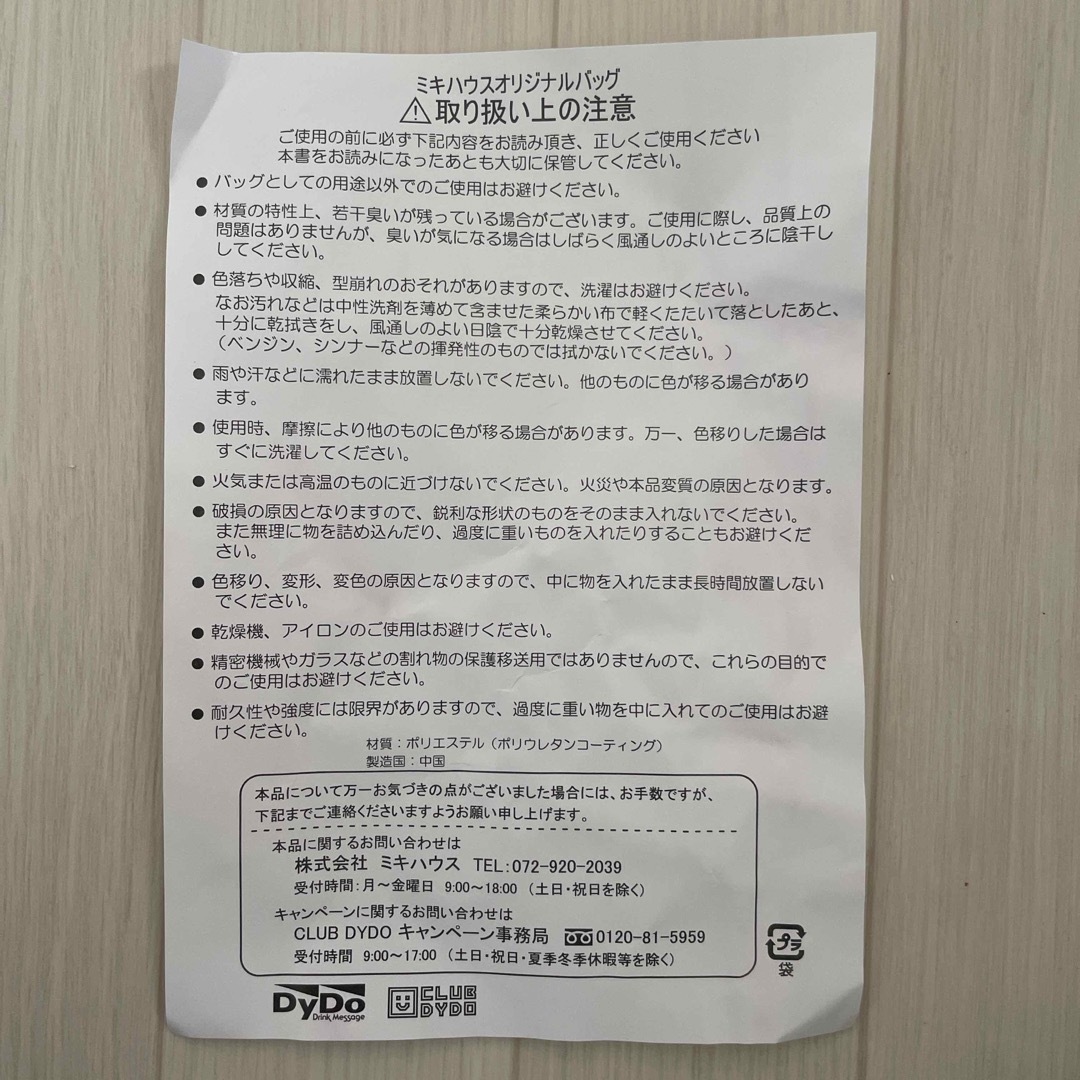 ミキハウスオリジナルバッグ
⚠取り扱い上の注意
ご使用の前に必ず下記内容をお読み頂き、正しくご使用ください
本書をお読みになったあとも大切に保管してください。
●バッグとしての用途以外でのご使用はお避けください。
●材質の特性上、若干臭いが残っている場合がございます。ご使用に際し、品質上の
問題はありませんが、臭いが気になる場合はしばらく風通しのよいところに陰干し
してください。
●色落ちや収縮、型崩れのおそれがありますので、洗濯はお避けください。
なお汚れなどは中性洗剤を薄めて含ませた柔らかい布で軽くたたいて落としたあと、
十分に乾拭きをし、風通しのよい日陰で十分乾燥させてください。
(ベンジン、シンナーなどの揮発性のものでは拭かないでください。)
●雨や汗などに濡れたまま放置しないでください。他のものに色が移る場合があり
ます。
●使用時、摩擦により他のものに色が移る場合があります。万一、色移りした場合は
すぐに洗濯してください。
●火気または高温のものに近づけないでください。火災や本品変質の原因となります。
●破損の原因となりますので、鋭利な形状のものをそのまま入れないでください。
また無理に物を詰め込んだり、過度に重いものを入れたりすることもお避けくだ
さい。
●色移り、変形、変色の原因となりますので、中に物を入れたまま長時間放置しない
でください。
●乾燥機、アイロンのご使用はお避けください。
●精密機械やガラスなどの割れ物の保護移送用ではありませんので、これらの目的で
のご使用はお避けください。
●耐久性や強度には限界がありますので、過度に重い物を中に入れてのご使用はお避
けください。
材質:ポリエステル(ポリウレタンコーティング)
製造国:中国
本品について万一お気づきの点がございました場合には、お手数ですが、
下記までご連絡くださいますようお願い申し上げます。
本品に関するお問い合わせは
株式会社 ミキハウス TEL:072-920-2039
受付時間:月~金曜日 9:00~18:00 (土日・祝日を除く)
キャンペーンに関するお問い合わせは
CLUB DYDO キャンペーン事務局 0120-81-5959
受付時間 9:00~17:00 (土日・祝日・夏季冬季休暇等を除く)
プラ
袋
DyDo
Drink Message
CLUB
DYDO